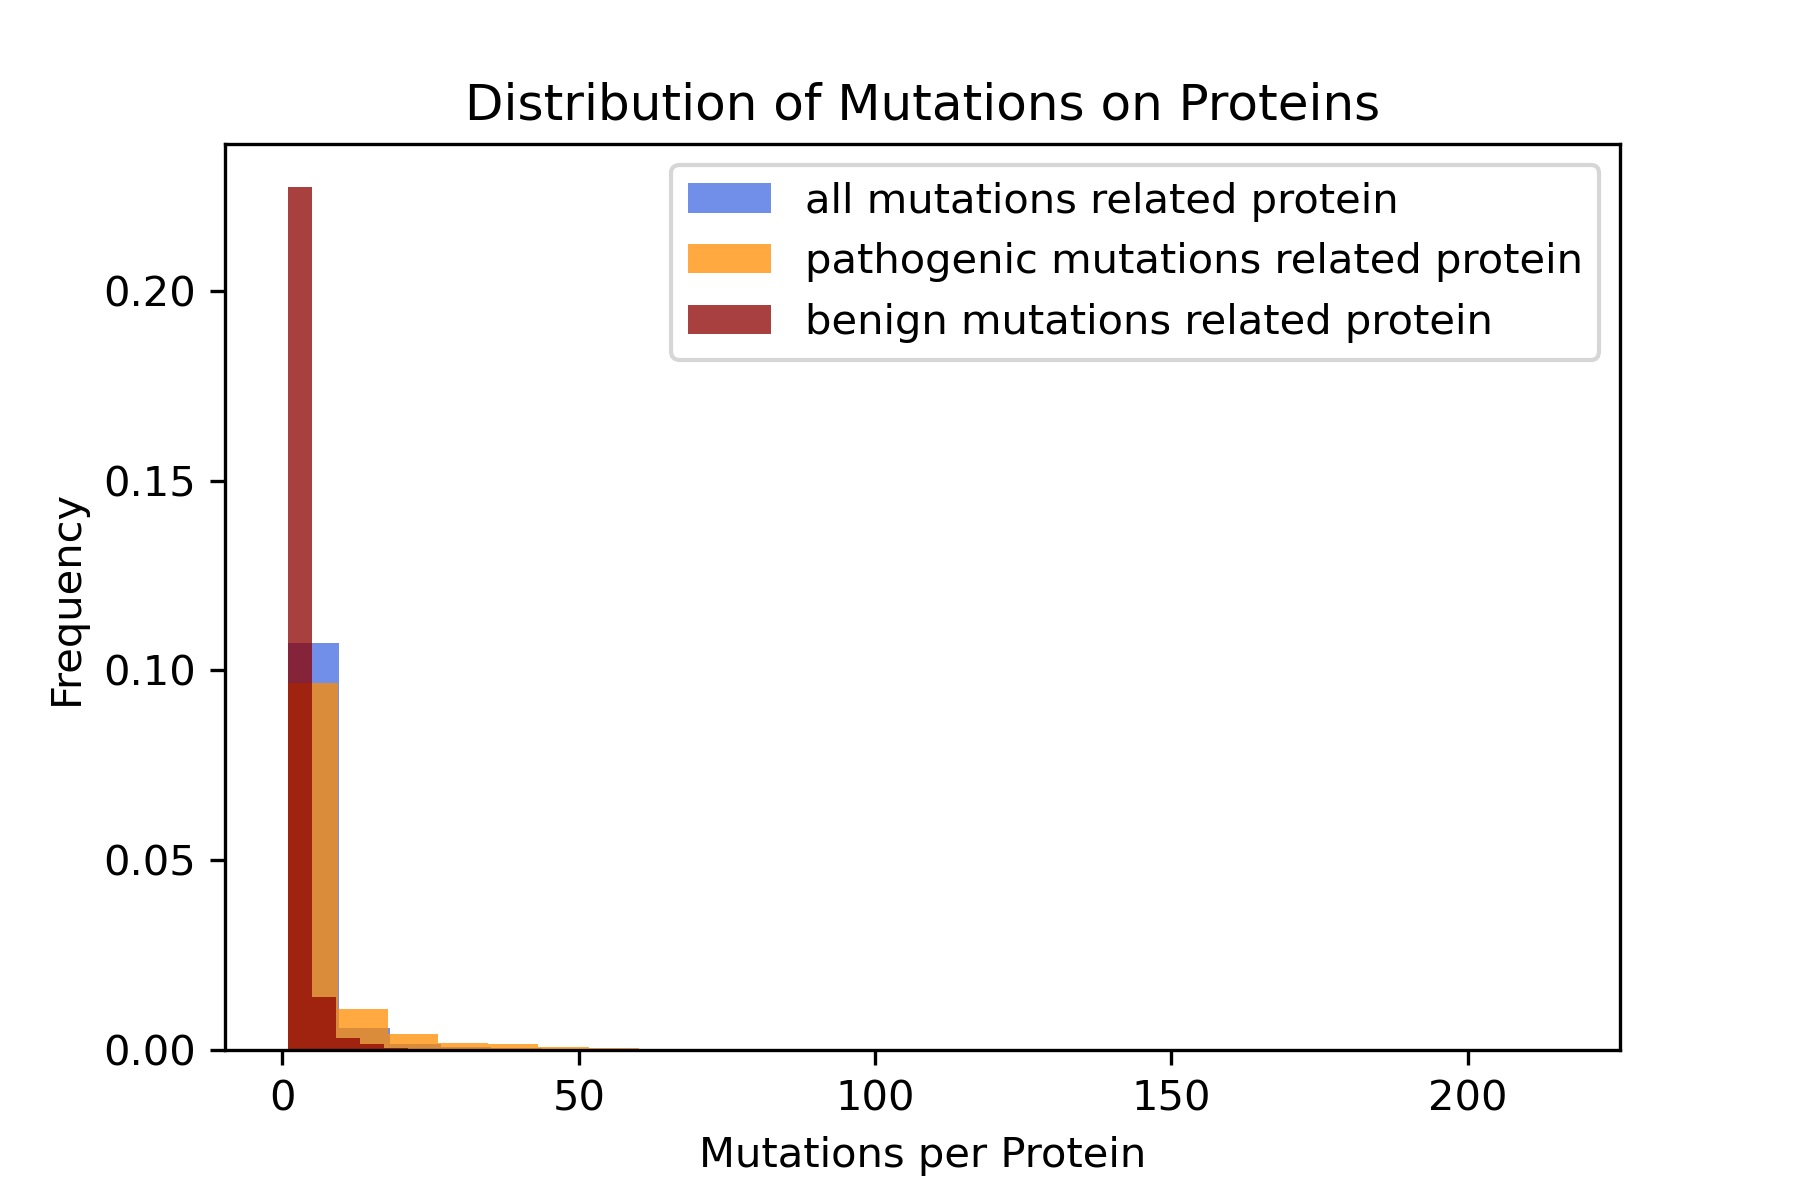 Distribution of Mutations on Proteins
all mutations related protein
pathogenic mutations related protein
benign mutations related protein
0.20
0.15
0.10
0.05
0.00
Frequency
0 50 100 150 200
Mutations per Protein